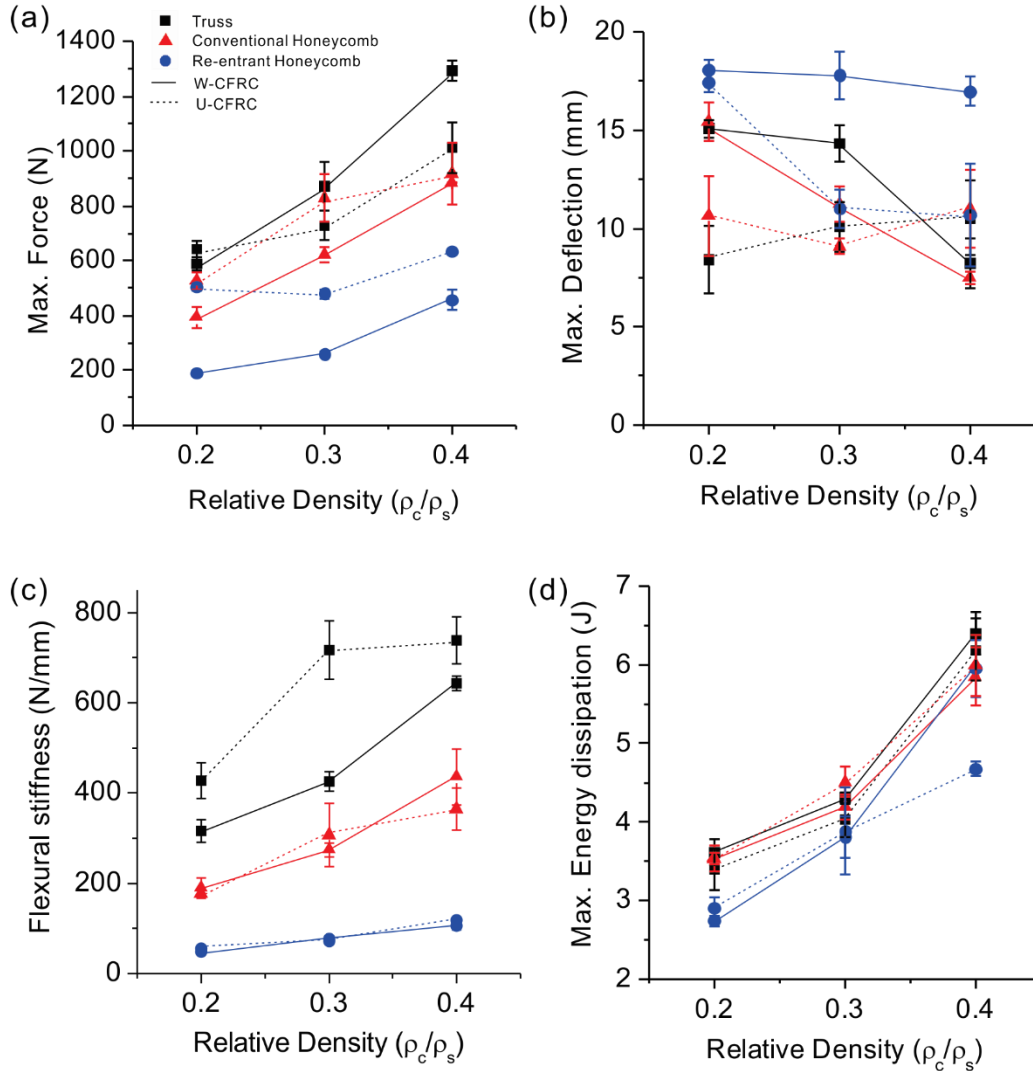 (a)
Truss
Conventional Honeycomb
Re-entrant Honeycomb
W-CFRC
U-CFRC
1400
1200
1000
800
600
400
200
0
Max. Force (N)
0.2 0.3 0.4
Relative Density (ρc/ρs)
(b)
20
15
10
5
0
Max. Deflection (mm)
0.2 0.3 0.4
Relative Density (ρc/ρs)
(c)
800
600
400
200
0
Flexural stiffness (N/mm)
0.2 0.3 0.4
Relative Density (ρc/ρs)
(d)
7
6
5
4
3
2
Max. Energy dissipation (J)
0.2 0.3 0.4
Relative Density (ρc/ρs)